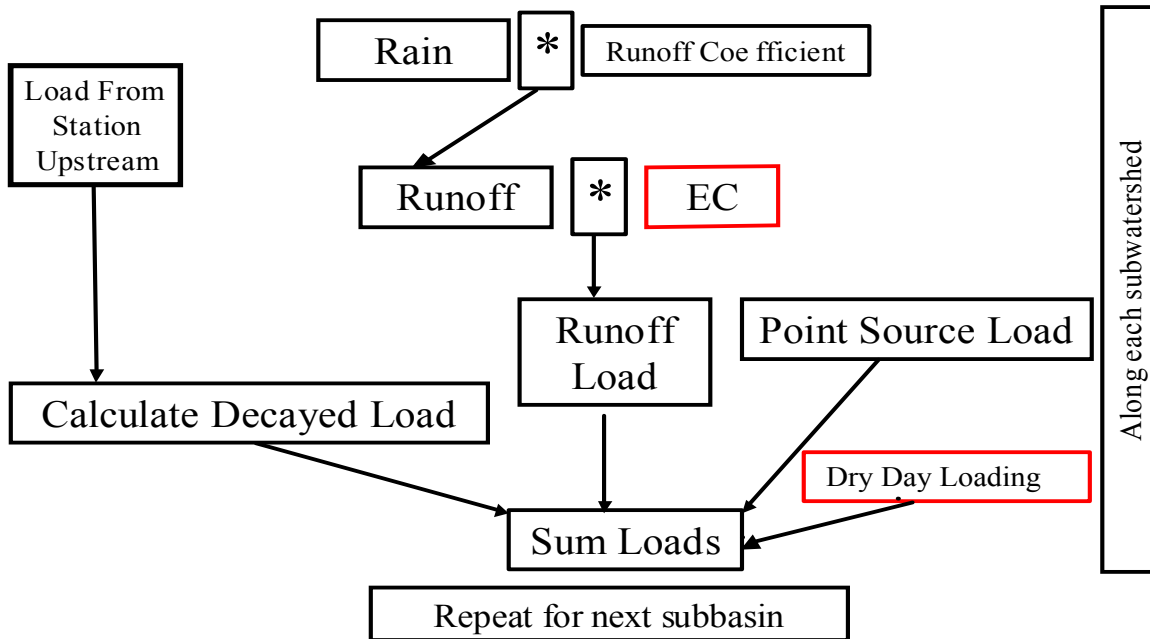 Rain * Runoff Coe fficient
Load From
Station
Upstream
Runoff * EC
Runoff
Load
Point Source Load
Calculate Decayed Load
Dry Day Loading
Sum Loads
Repeat for next subbasin
Along each subwatershed